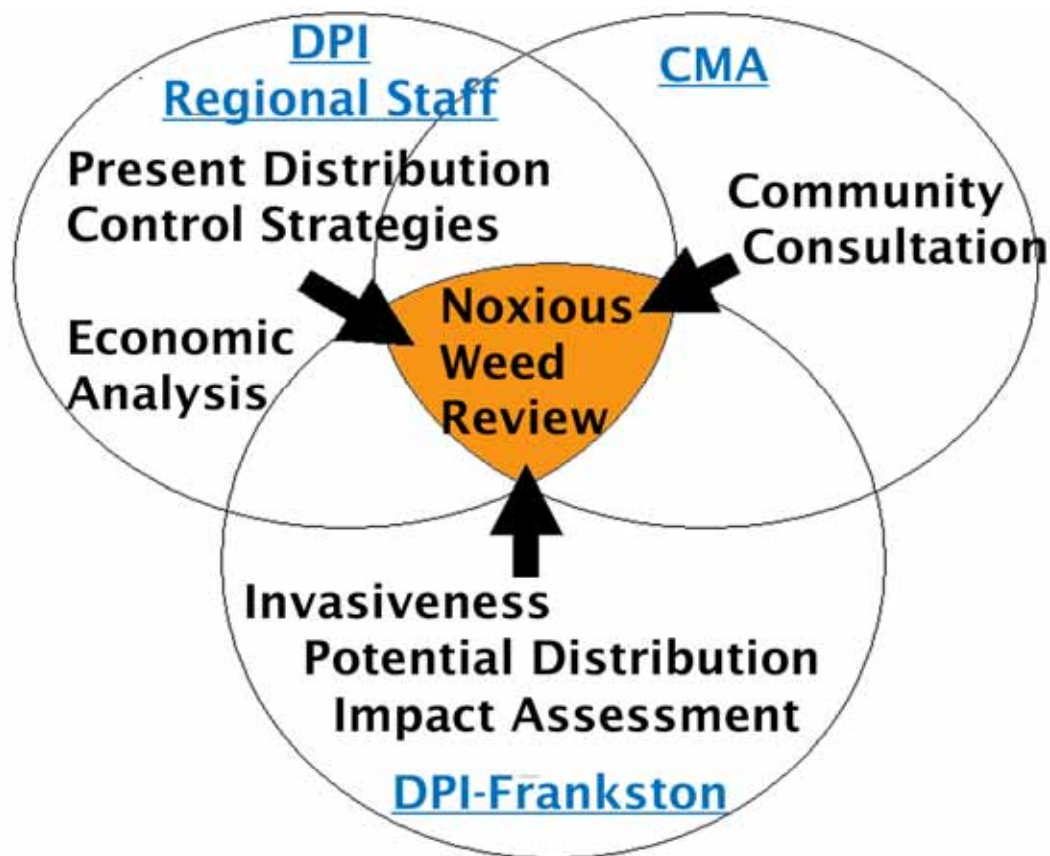 DPI
Regional Staff
Present Distribution
Control Strategies
Economic
Analysis
CMA
Community
Consultation
Noxious
Weed
Review
Invasiveness
Potential Distribution
Impact Assessment
DPI-Frankston